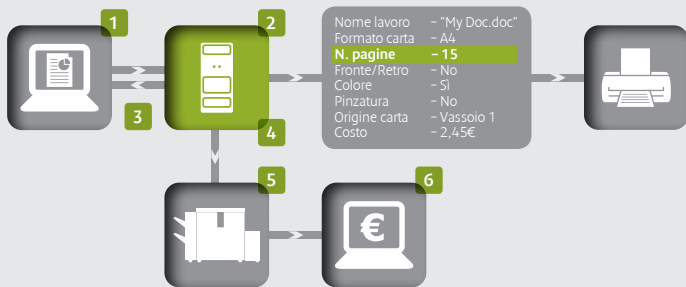 1
2
Nome lavoro – "My Doc.doc"
Formato carta – A4
N. pagine – 15
Fronte/Retro – No
Colore – Sì
Pinzatura – No
Origine carta – Vassoio 1
Costo – 2,45€
3
4
5
6
€